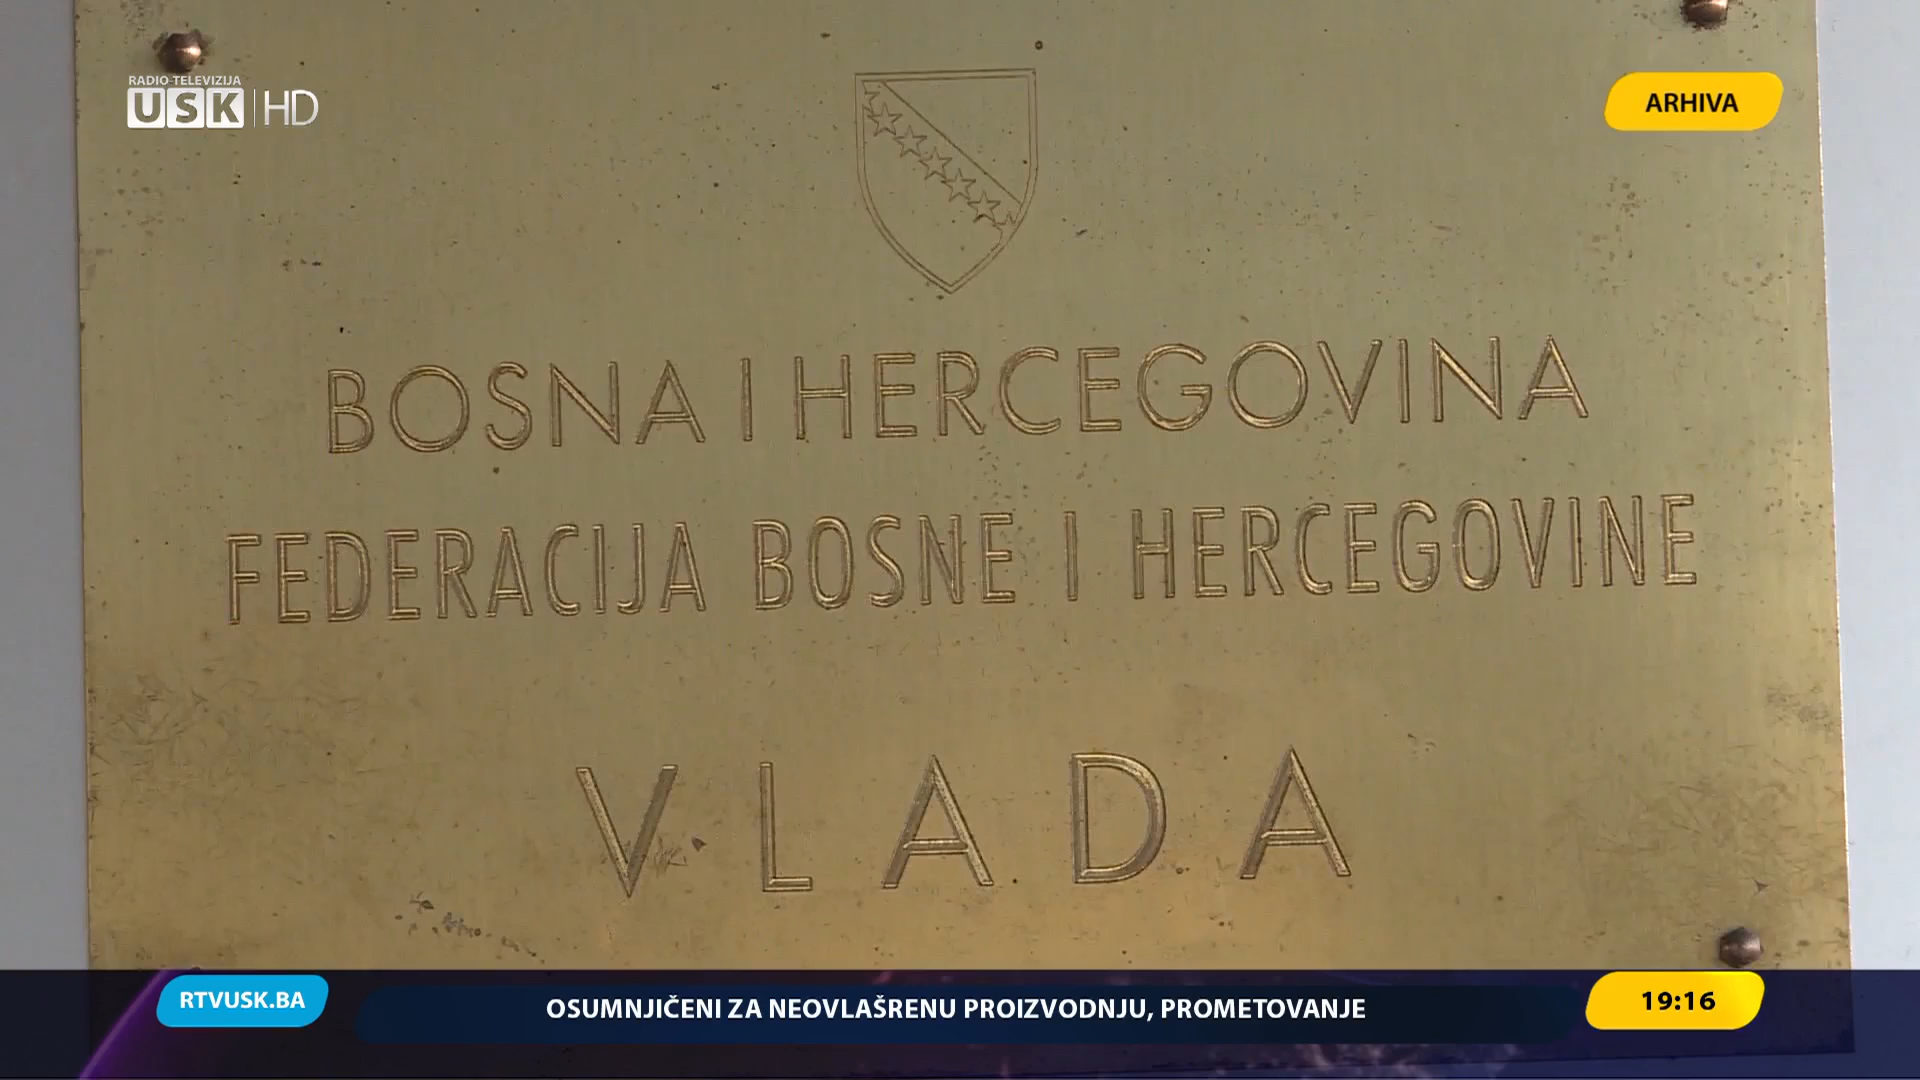 RADIO TELEVIZIJA
USK HD
ARHIVA
BOSNA I HERCEGOVINA
FEDERACIJA BOSNE I HERCEGOVINE
VLADA
RTVUSK.BA
OSUMNJIČENI ZA NEOVLAŠRENU PROIZVODNJU, PROMETOVANJE
19:16